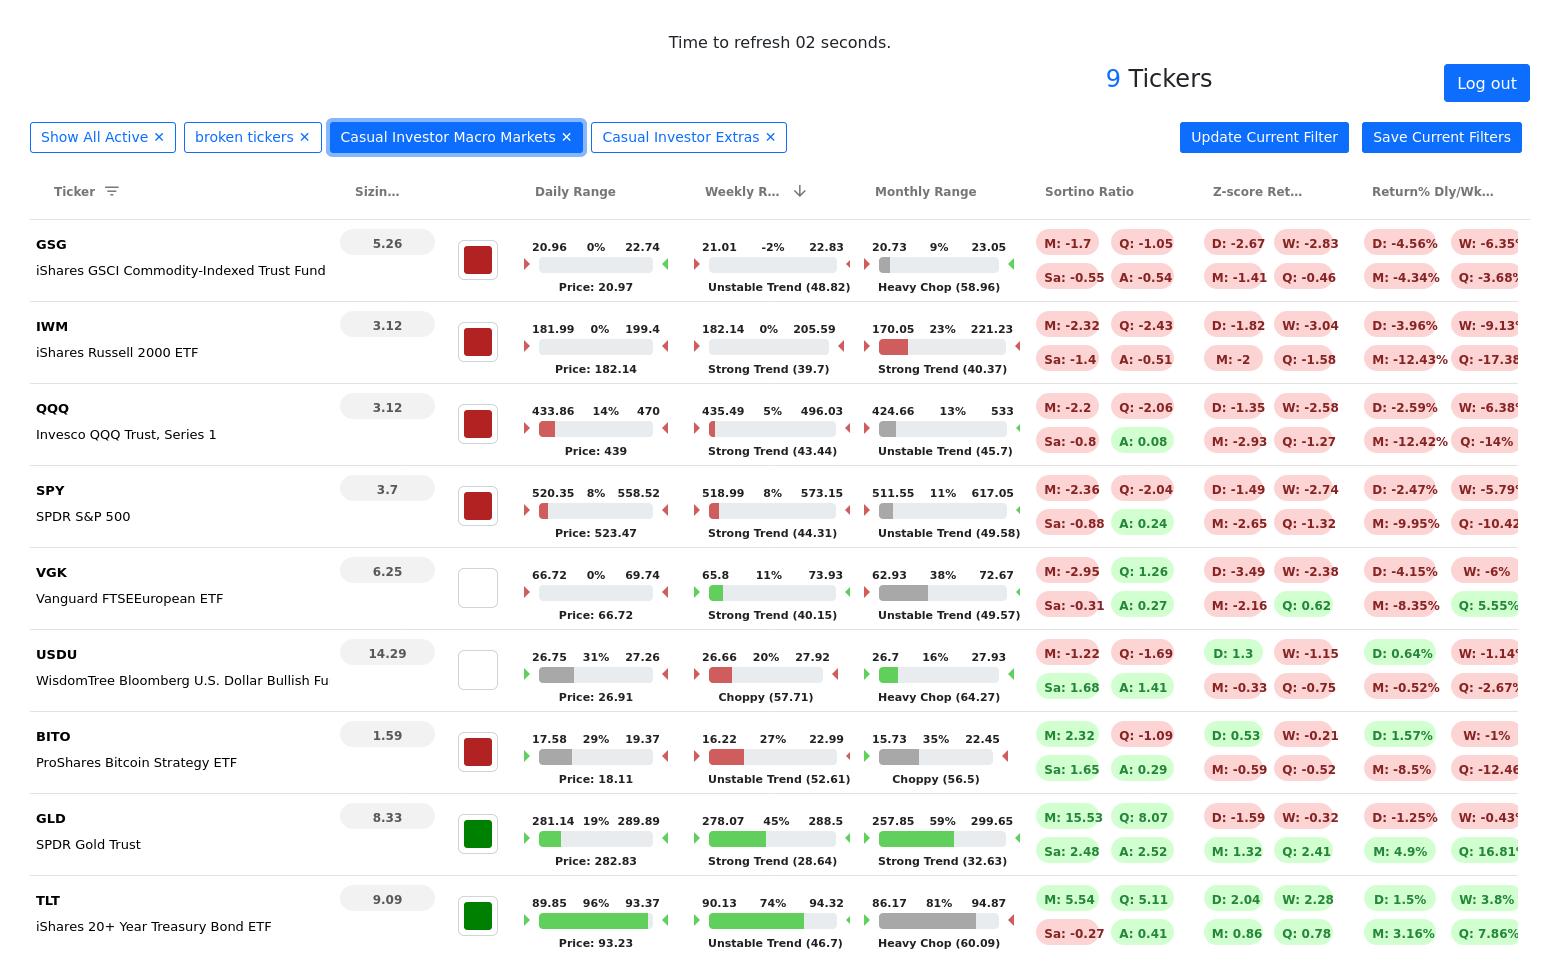 Time to refresh 02 seconds.
9 Tickers
Log out
Show All Active ✕ broken tickers ✕ Casual Investor Macro Markets ✕ Casual Investor Extras ✕ Update Current Filter Save Current Filters
Ticker Sizin... Daily Range Weekly R... Monthly Range Sortino Ratio Z-score Ret... Return% Dly/Wk...
GSG 5.26 20.96 0% 22.74 21.01 -2% 22.83 20.73 9% 23.05 M: -1.7 Q: -1.05 D: -2.67 W: -2.83 D: -4.56% W: -6.35%
iShares GSCI Commodity-Indexed Trust Fund Sa: -0.55 A: -0.54 M: -1.41 Q: -0.46 M: -4.34% Q: -3.68%
Price: 20.97 Unstable Trend (48.82) Heavy Chop (58.96)
IWM 3.12 181.99 0% 199.4 182.14 0% 205.59 170.05 23% 221.23 M: -2.32 Q: -2.43 D: -1.82 W: -3.04 D: -3.96% W: -9.13%
iShares Russell 2000 ETF Sa: -1.4 A: -0.51 M: -2 Q: -1.58 M: -12.43% Q: -17.38
Price: 182.14 Strong Trend (39.7) Strong Trend (40.37)
QQQ 3.12 433.86 14% 470 435.49 5% 496.03 424.66 13% 533 M: -2.2 Q: -2.06 D: -1.35 W: -2.58 D: -2.59% W: -6.38%
Invesco QQQ Trust, Series 1 Sa: -0.8 A: 0.08 M: -2.93 Q: -1.27 M: -12.42% Q: -14%
Price: 439 Strong Trend (43.44) Unstable Trend (45.7)
SPY 3.7 520.35 8% 558.52 518.99 8% 573.15 511.55 11% 617.05 M: -2.36 Q: -2.04 D: -1.49 W: -2.74 D: -2.47% W: -5.79%
SPDR S&P 500 Sa: -0.88 A: 0.24 M: -2.65 Q: -1.32 M: -9.95% Q: -10.42
Price: 523.47 Strong Trend (44.31) Unstable Trend (49.58)
VGK 6.25 66.72 0% 69.74 65.8 11% 73.93 62.93 38% 72.67 M: -2.95 Q: 1.26 D: -3.49 W: -2.38 D: -4.15% W: -6%
Vanguard FTSEEuropean ETF Sa: -0.31 A: 0.27 M: -2.16 Q: 0.62 M: -8.35% Q: 5.55%
Price: 66.72 Strong Trend (40.15) Unstable Trend (49.57)
USDU 14.29 26.75 31% 27.26 26.66 20% 27.92 26.7 16% 27.93 M: -1.22 Q: -1.69 D: 1.3 W: -1.15 D: 0.64% W: -1.14%
WisdomTree Bloomberg U.S. Dollar Bullish Fu Sa: 1.68 A: 1.41 M: -0.33 Q: -0.75 M: -0.52% Q: -2.67%
Price: 26.91 Choppy (57.71) Heavy Chop (64.27)
BITO 1.59 17.58 29% 19.37 16.22 27% 22.99 15.73 35% 22.45 M: 2.32 Q: -1.09 D: 0.53 W: -0.21 D: 1.57% W: -1%
ProShares Bitcoin Strategy ETF Sa: 1.65 A: 0.29 M: -0.59 Q: -0.52 M: -8.5% Q: -12.46
Price: 18.11 Unstable Trend (52.61) Choppy (56.5)
GLD 8.33 281.14 19% 289.89 278.07 45% 288.5 257.85 59% 299.65 M: 15.53 Q: 8.07 D: -1.59 W: -0.32 D: -1.25% W: -0.43%
SPDR Gold Trust Sa: 2.48 A: 2.52 M: 1.32 Q: 2.41 M: 4.9% Q: 16.81%
Price: 282.83 Strong Trend (28.64) Strong Trend (32.63)
TLT 9.09 89.85 96% 93.37 90.13 74% 94.32 86.17 81% 94.87 M: 5.54 Q: 5.11 D: 2.04 W: 2.28 D: 1.5% W: 3.8%
iShares 20+ Year Treasury Bond ETF Sa: -0.27 A: 0.41 M: 0.86 Q: 0.78 M: 3.16% Q: 7.86%
Price: 93.23 Unstable Trend (46.7) Heavy Chop (60.09)